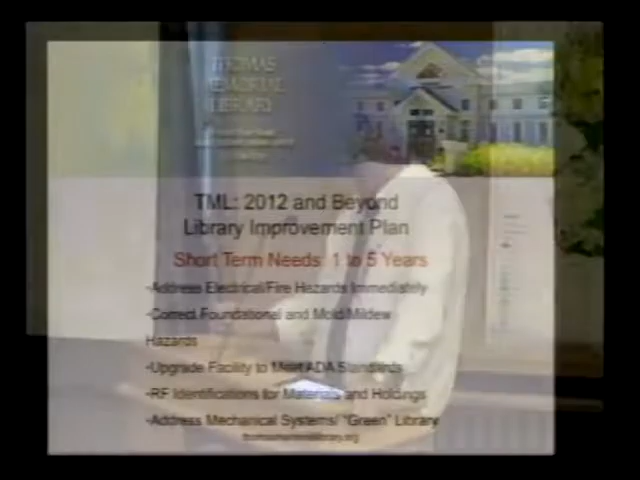 THOMAS
MEMORIAL
LIBRARY
TML: 2012 and Beyond
Library Improvement Plan
Short Term Needs: 1 to 5 Years
-Address Electrical/Fire Hazards Immediately
-Correct Foundational and Mold/Mildew
Hazards
-Upgrade Facility to Meet ADA Standards
-RF Identifications for Materials and Holdings
-Address Mechanical Systems/ "Green" Library
thomasmemoriallibrary.org